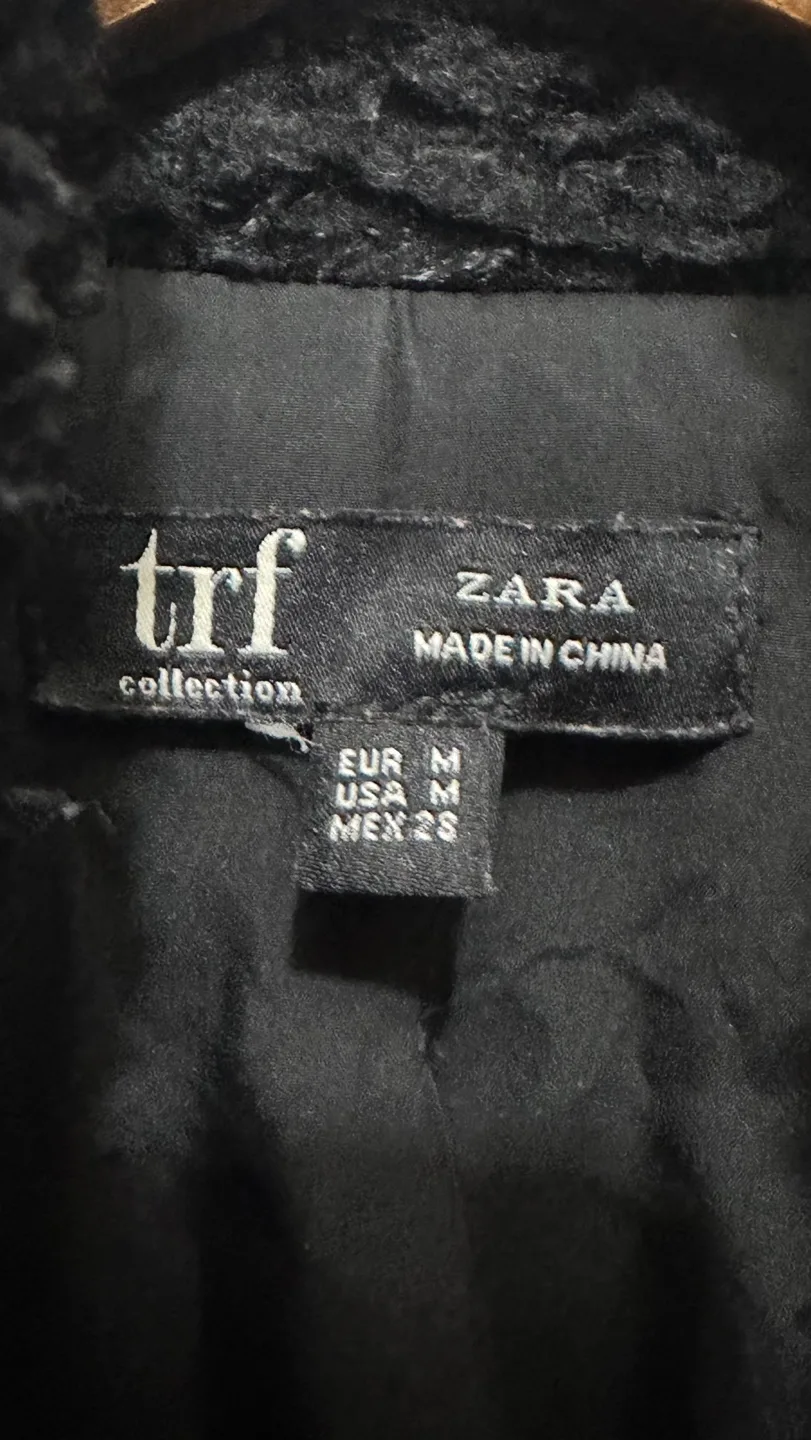 trf
collection
ZARA
MADE IN CHINA
EUR M
USA M
MEX 28